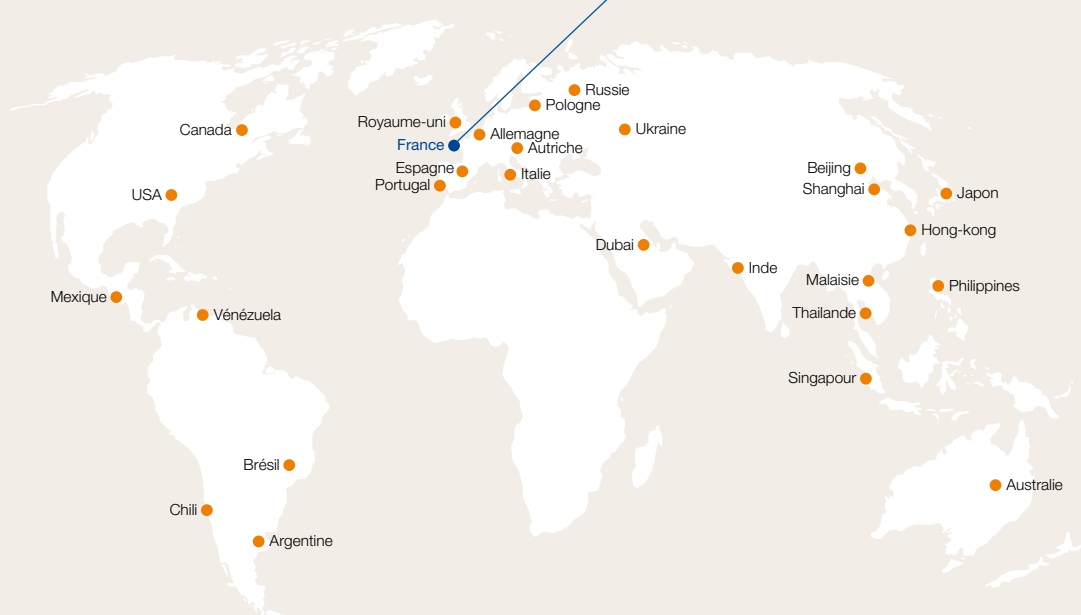 Russie
Pologne
Royaume-uni
Ukraine
Canada
Allemagne
France
Autriche
Espagne
Beijing
Italie
Portugal
Shanghai
Japon
USA
Hong-kong
Dubai
Inde
Malaisie
Philippines
Mexique
Thailande
Vénézuela
Singapour
Brésil
Australie
Chili
Argentine